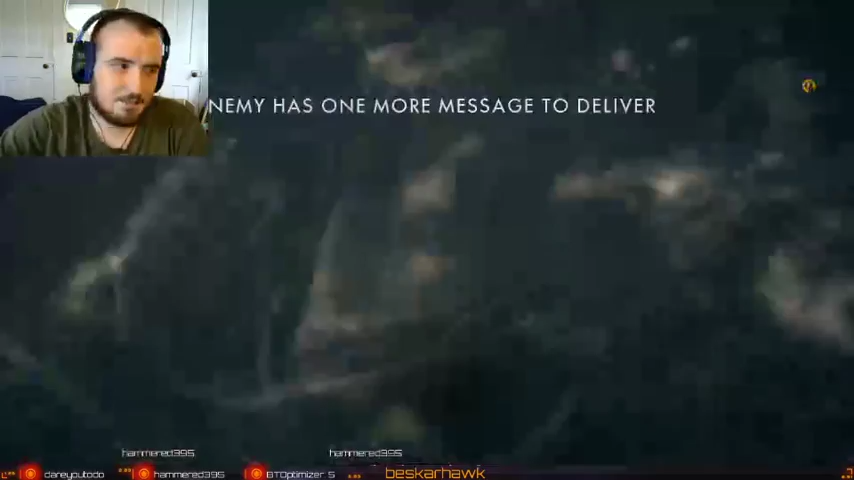 NEMY HAS ONE MORE MESSAGE TO DELIVER
hammered395 hammered395
dareyoutodo hammered395 BTOptimizer 5 beskarhawk